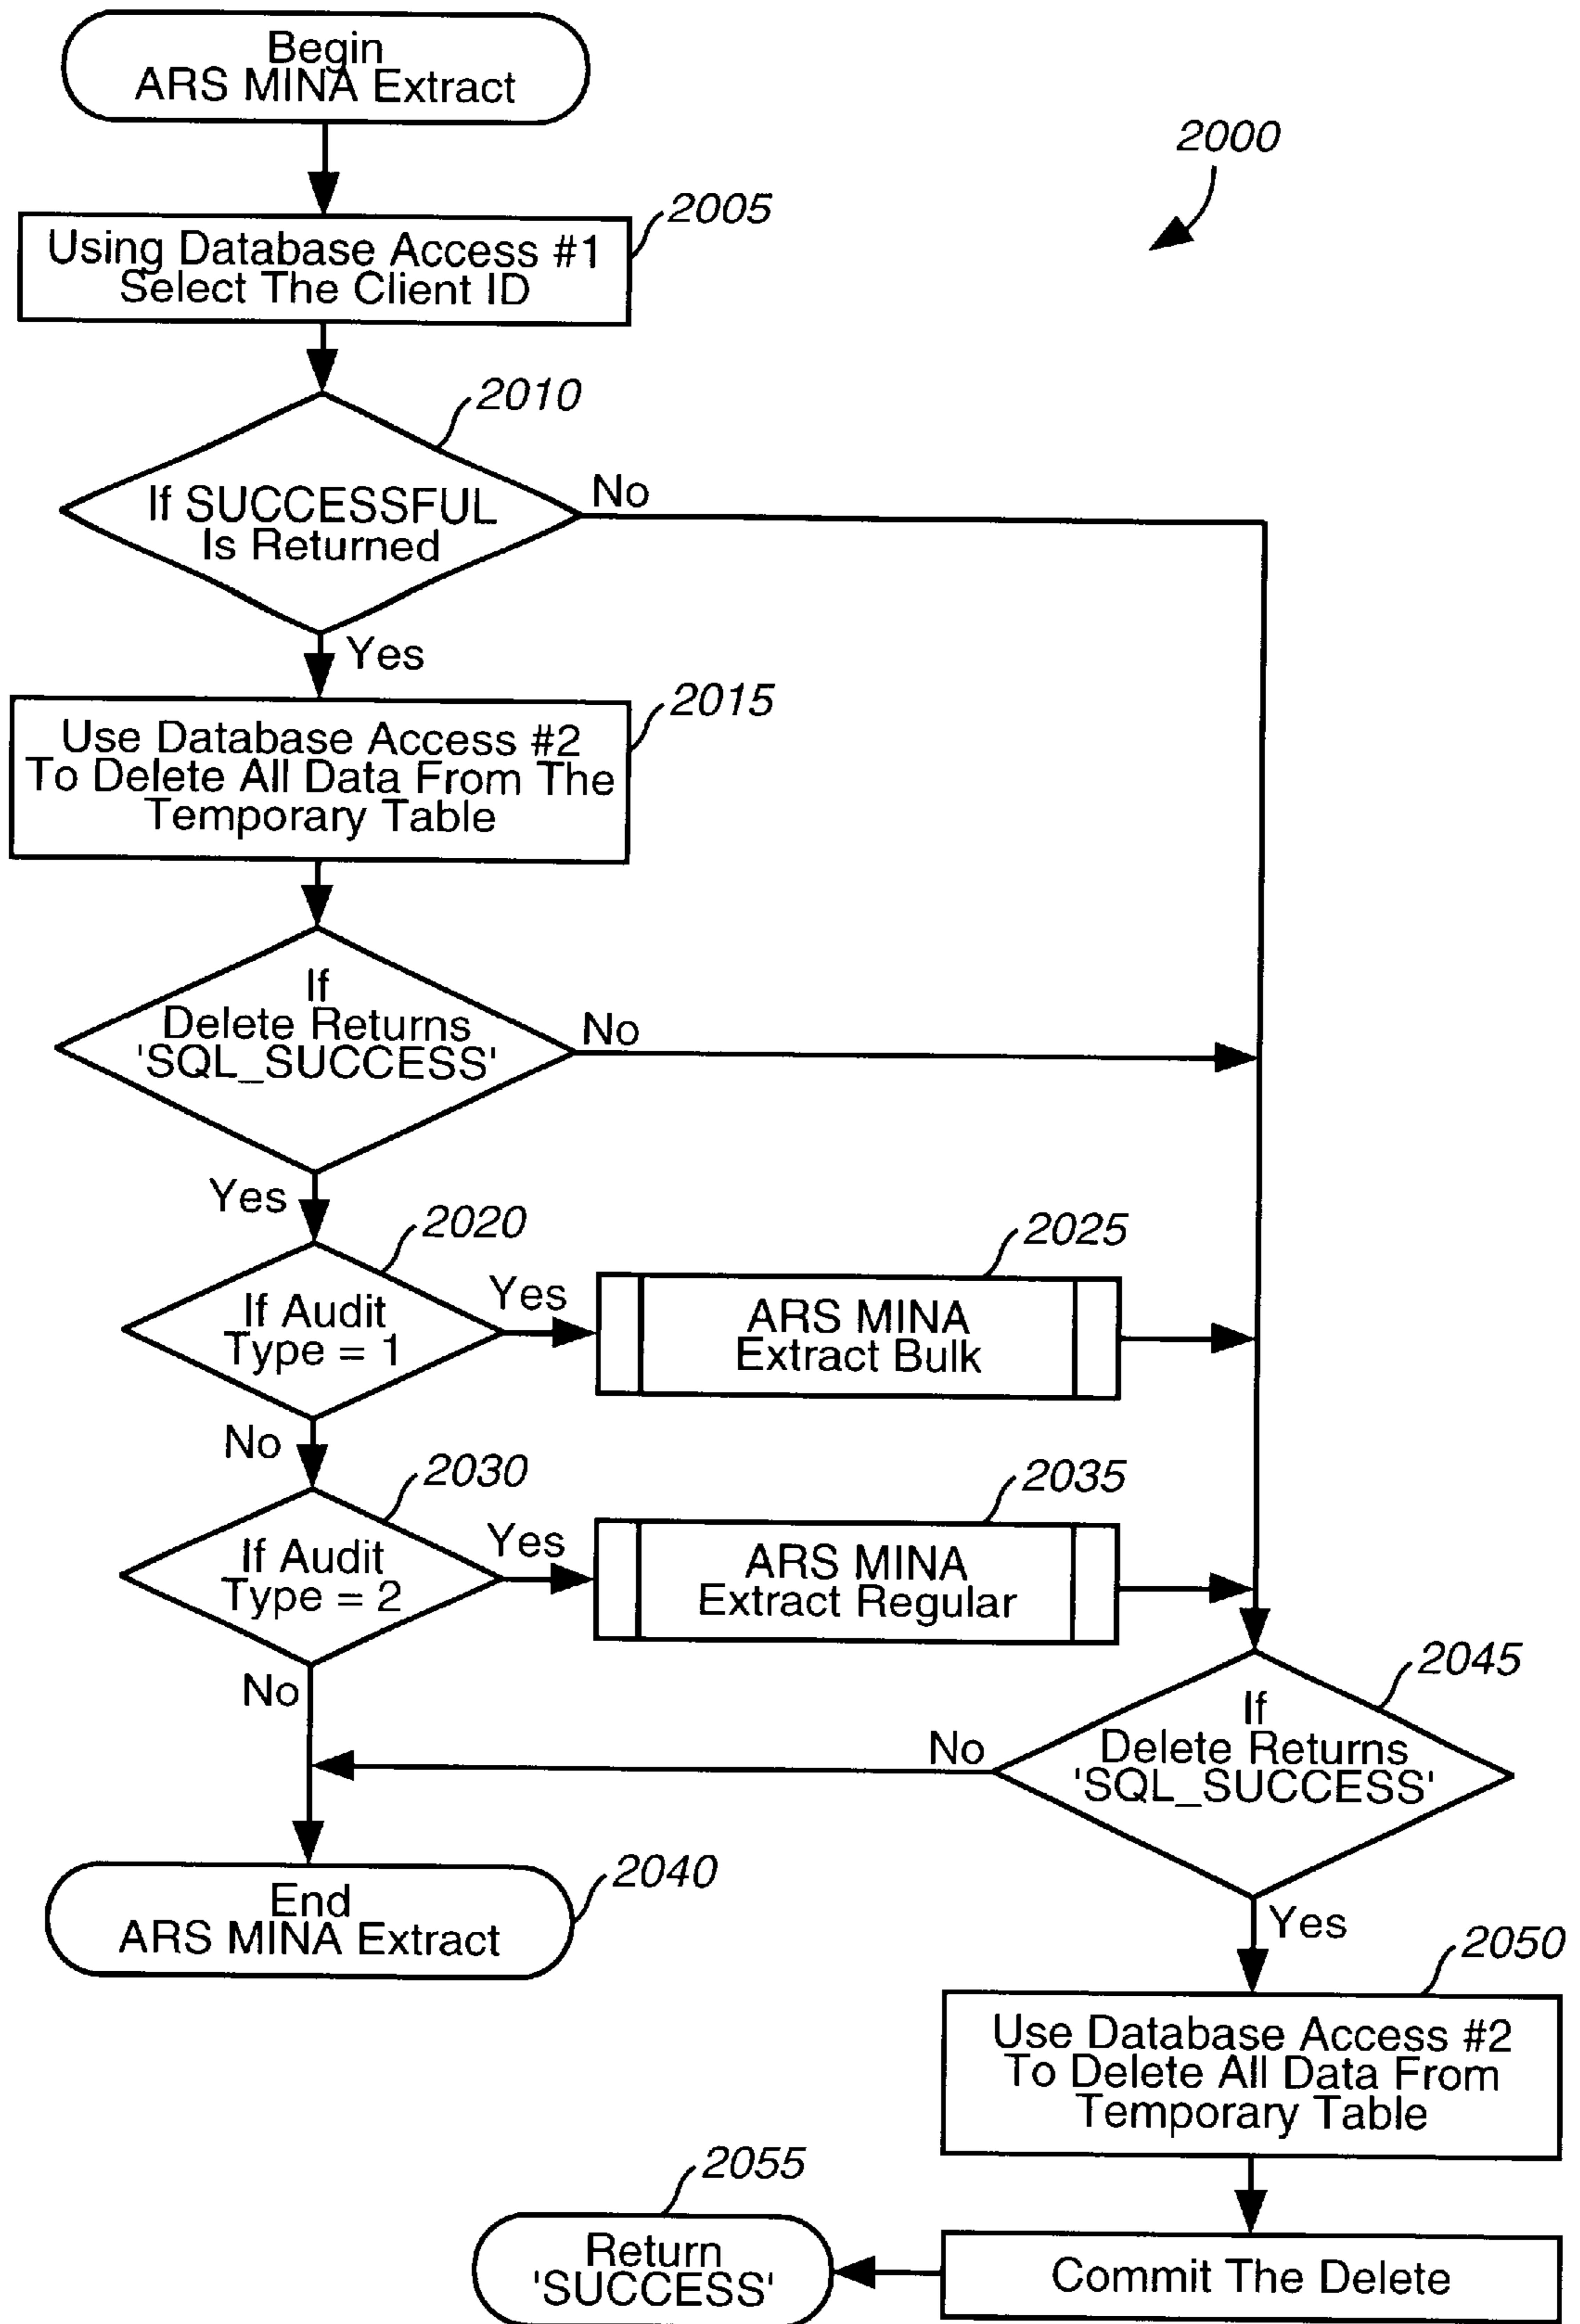 Begin
ARS MINA Extract
2000
2005
Using Database Access #1
Select The Client ID
2010
If SUCCESSFUL
Is Returned
No
Yes
2015
Use Database Access #2
To Delete All Data From The
Temporary Table
If
Delete Returns
'SQL_SUCCESS'
No
Yes
2020
If Audit
Type = 1
Yes
2025
ARS MINA
Extract Bulk
No
2030
If Audit
Type = 2
Yes
2035
ARS MINA
Extract Regular
No
2045
If
Delete Returns
'SQL_SUCCESS'
No
2040
End
ARS MINA Extract
Yes
2050
Use Database Access #2
To Delete All Data From
Temporary Table
2055
Return
'SUCCESS'
Commit The Delete